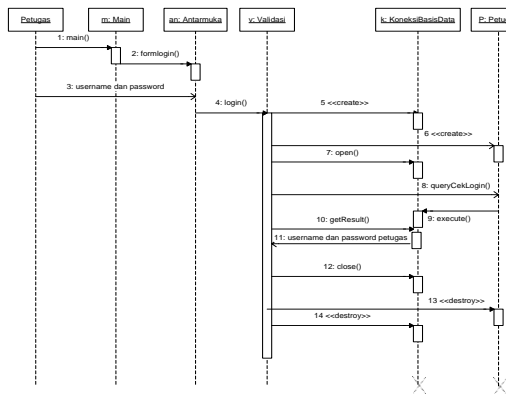 Petugas
m: Main
an: Antarmuka
v: Validasi
k: KoneksiBasisData
P: Petu
1: main()
2: formlogin()
3: username dan password
4: login()
5 <<create>>
6 <<create>>
7: open()
8: queryCekLogin()
9: execute()
10: getResult()
11: username dan password petugas
12: close()
13 <<destroy>>
14 <<destroy>>